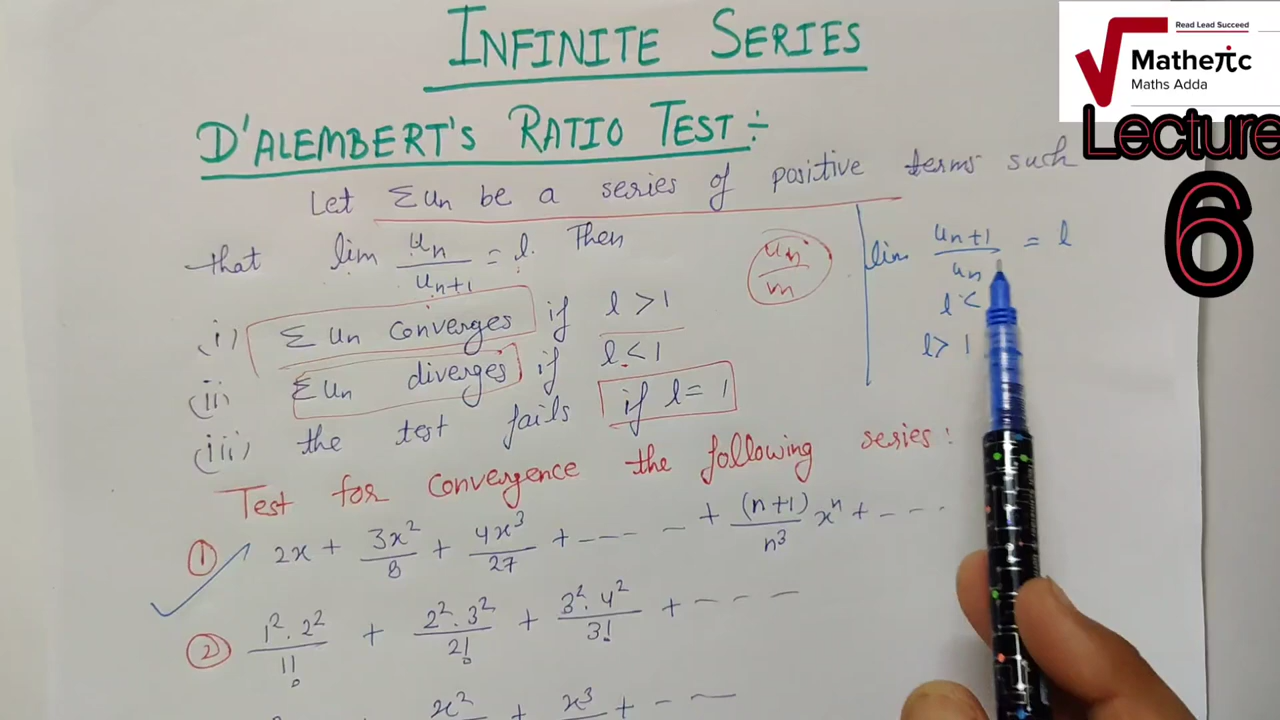 INFINITE SERIES
Read Lead Succeed
Matheπc
Maths Adda
Lecture
6
D'ALEMBERT'S RATIO TEST:-
Let Σun be a series of positive terms such
that lim un/un+1 = l. Then
(i) Σun converges if l > 1
(ii) Σun diverges if l < 1
(iii) the test fails if l = 1
un/m
lim un+1/un = l
l <
l > 1
Test for convergence the following series:
① 2x + 3x²/8 + 4x³/27 + ---- + (n+1)/n³ xⁿ + ---
② 1².2²/1! + 2².3²/2! + 3².4²/3! + ---
x² + x³ + --